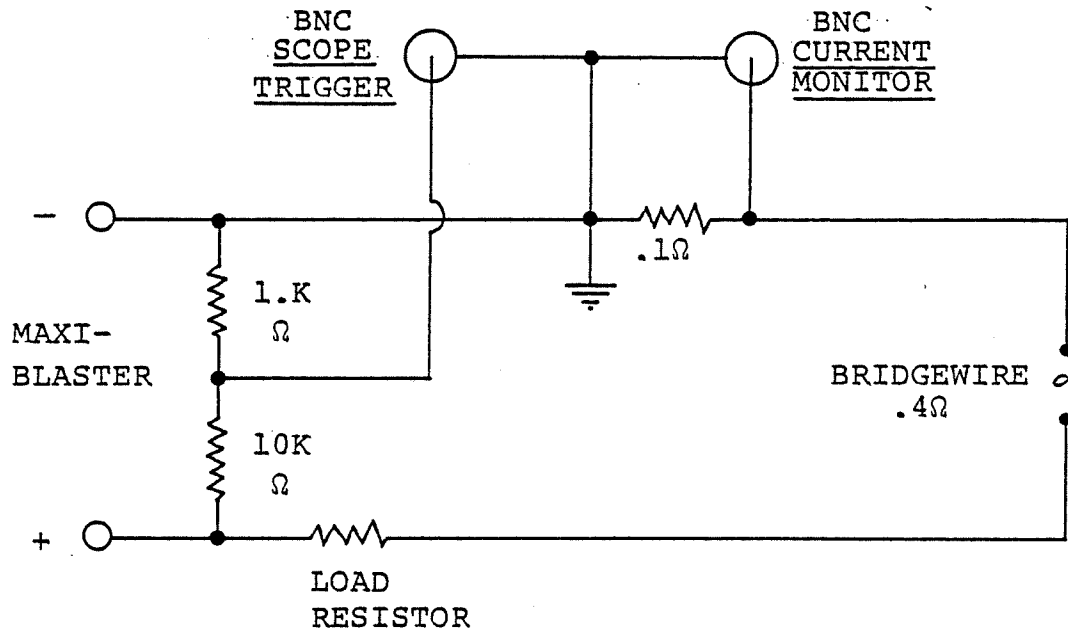 BNC
SCOPE
TRIGGER
BNC
CURRENT
MONITOR
−
.1Ω
1.K
Ω
MAXI-
BLASTER
BRIDGEWIRE
.4Ω
10K
Ω
+
LOAD
RESISTOR